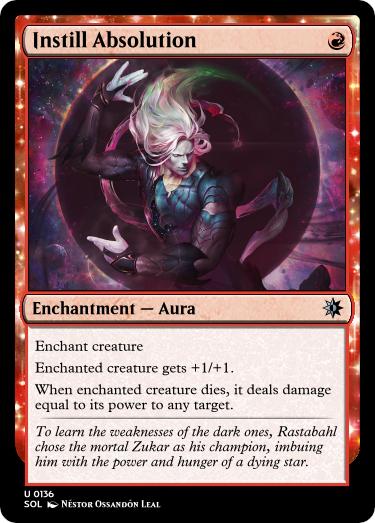 Instill Absolution
Enchantment — Aura
Enchant creature
Enchanted creature gets +1/+1.
When enchanted creature dies, it deals damage
equal to its power to any target.
To learn the weaknesses of the dark ones, Rastabahl
chose the mortal Zukar as his champion, imbuing
him with the power and hunger of a dying star.
U 0136
SOL Néstor Ossandón Leal